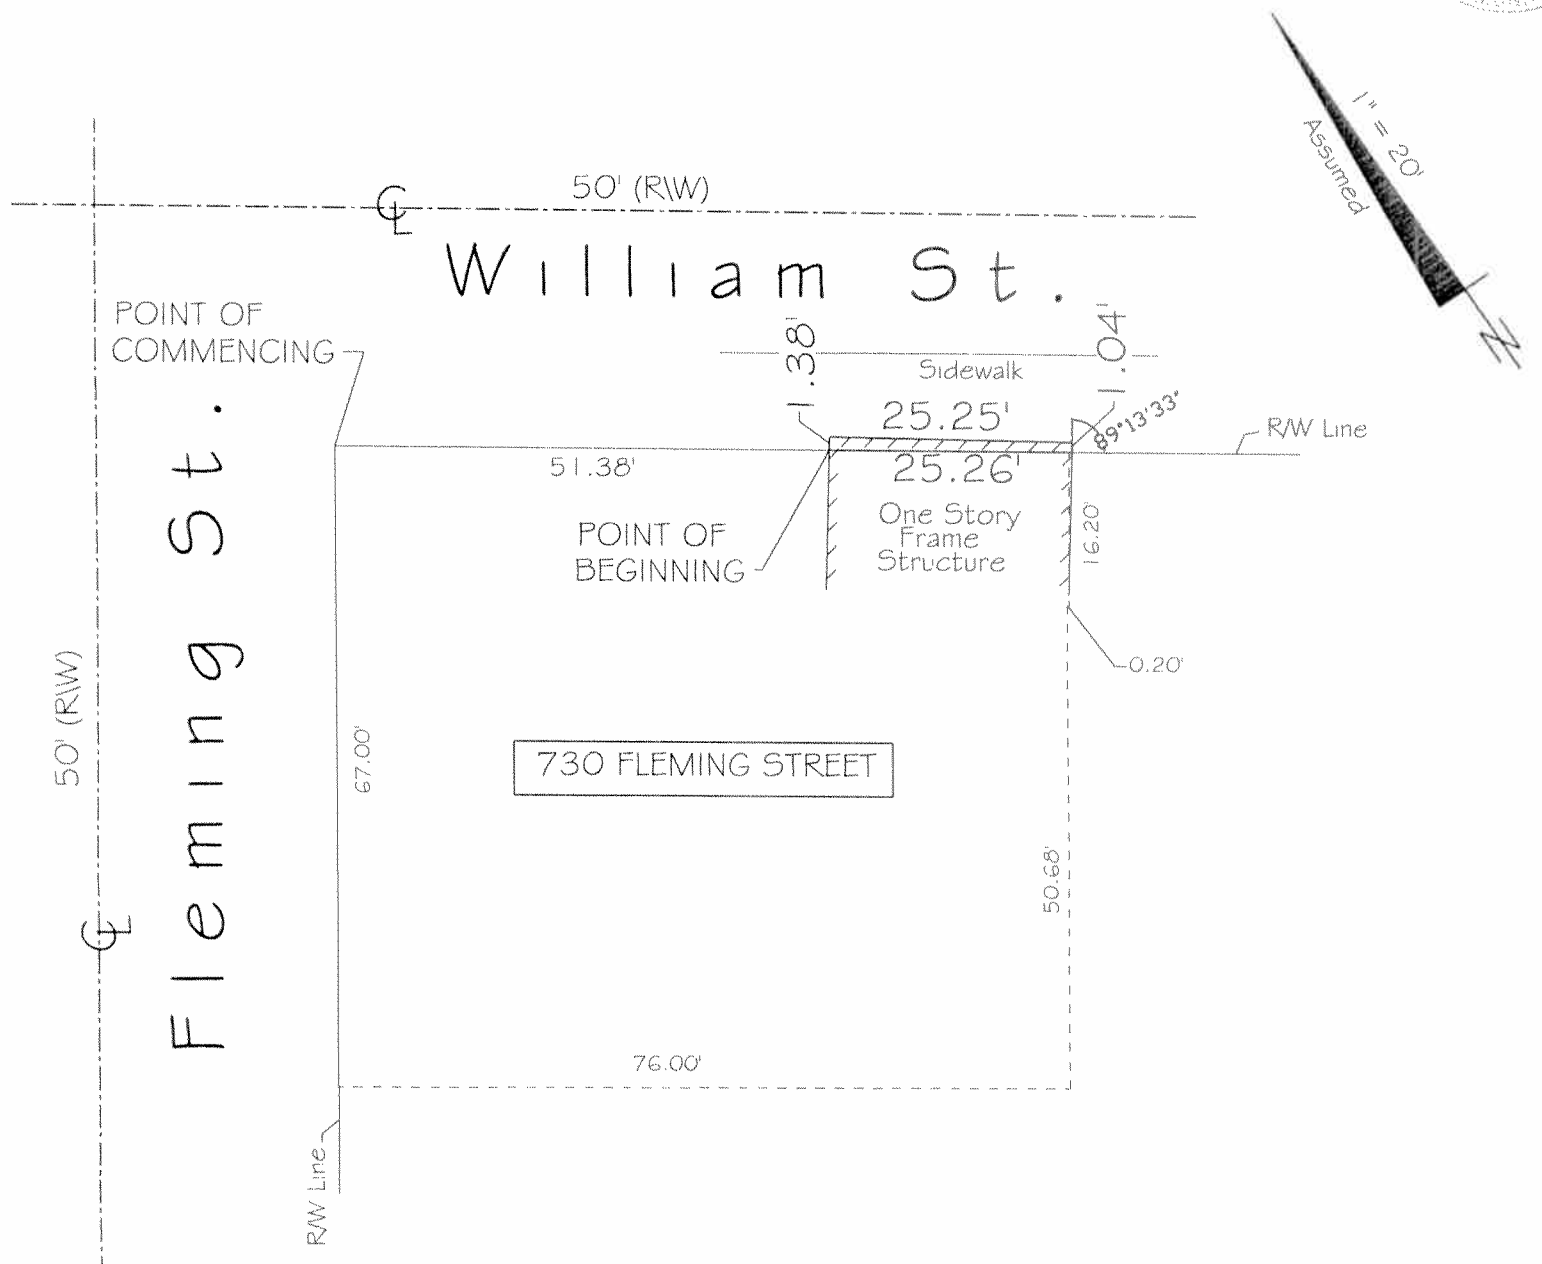 1" = 20'
Assumed
N
50' (R\W)
CL
William St.
POINT OF
COMMENCING
1.38'
1.04'
Sidewalk
25.25'
89°13'33"
R/W Line
51.38'
25.26'
POINT OF
BEGINNING
One Story
Frame
Structure
16.20'
0.20'
Fleming St.
50' (R\W)
67.00'
730 FLEMING STREET
50.68'
CL
76.00'
R/W Line